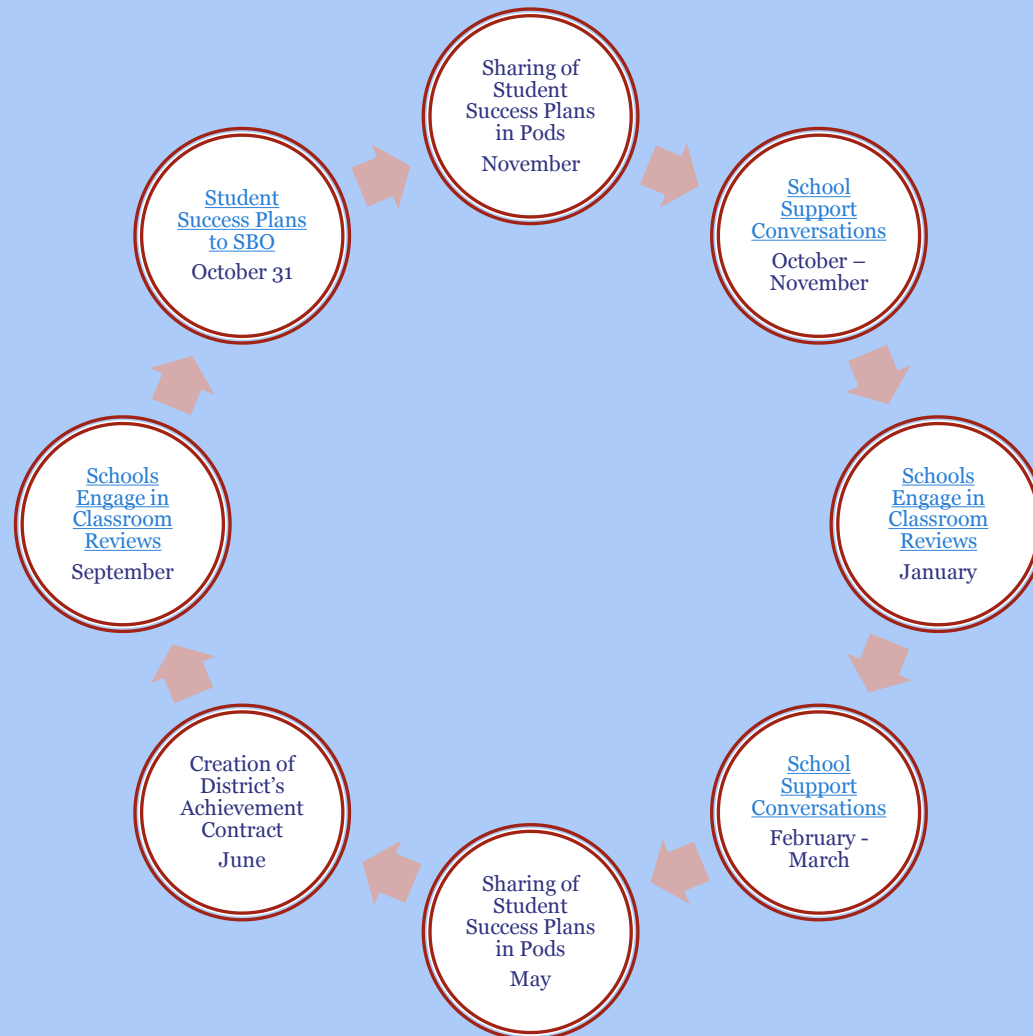 Sharing of
Student
Success Plans
in Pods
November
School
Support
Conversations
October –
November
Schools
Engage in
Classroom
Reviews
January
School
Support
Conversations
February -
March
Sharing of
Student
Success Plans
in Pods
May
Creation of
District’s
Achievement
Contract
June
Schools
Engage in
Classroom
Reviews
September
Student
Success Plans
to SBO
October 31